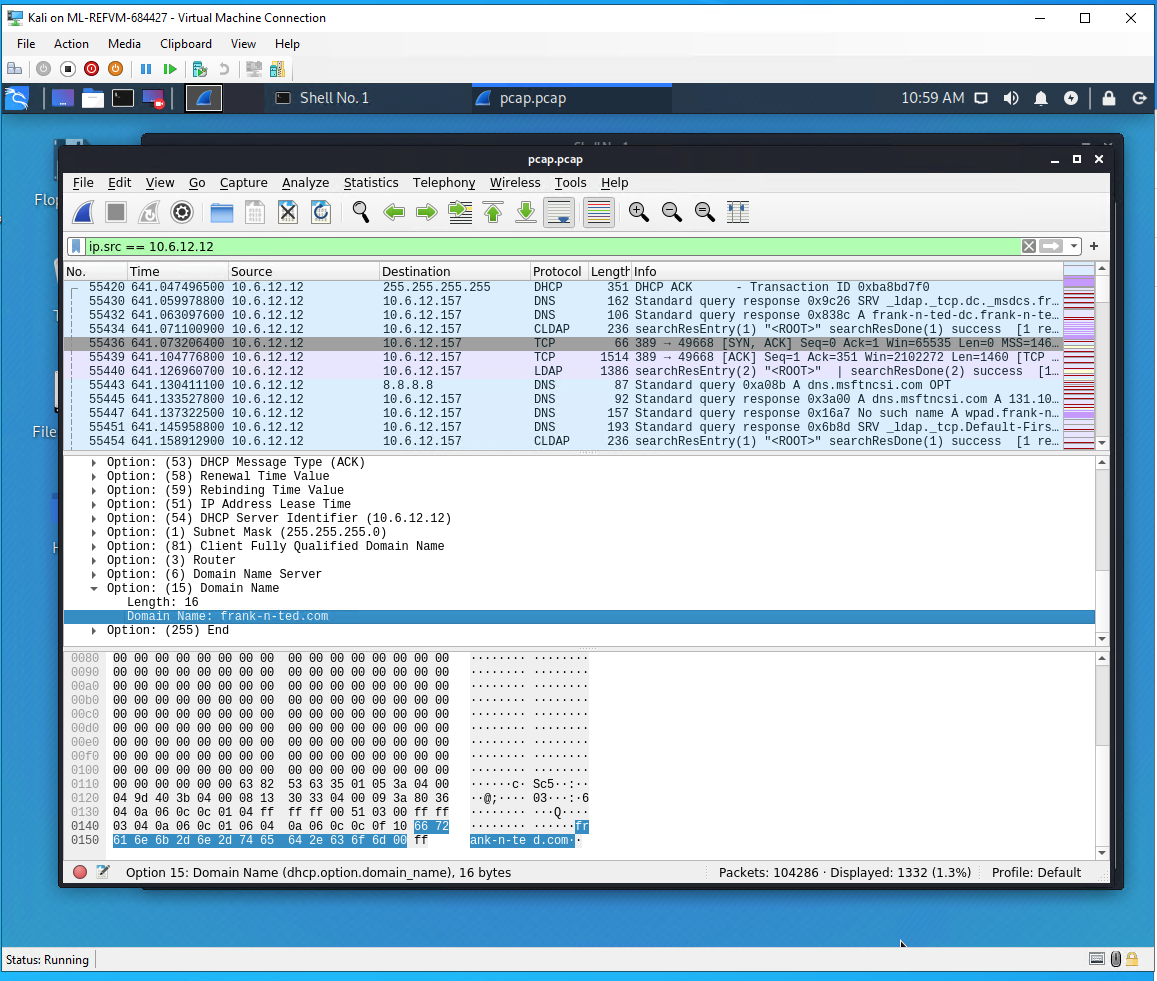 Kali on ML-REFVM-684427 - Virtual Machine Connection
File Action Media Clipboard View Help
Shell No. 1 pcap.pcap 10:59 AM
pcap.pcap
File Edit View Go Capture Analyze Statistics Telephony Wireless Tools Help
ip.src == 10.6.12.12
No. Time Source Destination Protocol Length Info
55420 641.047496500 10.6.12.12 255.255.255.255 DHCP 351 DHCP ACK - Transaction ID 0xba8bd7f0
55430 641.059978800 10.6.12.12 10.6.12.157 DNS 162 Standard query response 0x9c26 SRV _ldap._tcp.dc._msdcs.fr…
55432 641.063097600 10.6.12.12 10.6.12.157 DNS 106 Standard query response 0x838c A frank-n-ted-dc.frank-n-te…
55434 641.071100900 10.6.12.12 10.6.12.157 CLDAP 236 searchResEntry(1) "<ROOT>" searchResDone(1) success [1 re…
55436 641.073206400 10.6.12.12 10.6.12.157 TCP 66 389 → 49668 [SYN, ACK] Seq=0 Ack=1 Win=65535 Len=0 MSS=146…
55439 641.104776800 10.6.12.12 10.6.12.157 TCP 1514 389 → 49668 [ACK] Seq=1 Ack=351 Win=2102272 Len=1460 [TCP …
55440 641.126960700 10.6.12.12 10.6.12.157 LDAP 1386 searchResEntry(2) "<ROOT>" | searchResDone(2) success [1…
55443 641.130411100 10.6.12.12 8.8.8.8 DNS 87 Standard query 0xa08b A dns.msftncsi.com OPT
55445 641.133527800 10.6.12.12 10.6.12.157 DNS 92 Standard query response 0x3a00 A dns.msftncsi.com A 131.10…
55447 641.137322500 10.6.12.12 10.6.12.157 DNS 157 Standard query response 0x16a7 No such name A wpad.frank-n…
55451 641.145958800 10.6.12.12 10.6.12.157 DNS 193 Standard query response 0x6b8d SRV _ldap._tcp.Default-Firs…
55454 641.158912900 10.6.12.12 10.6.12.157 CLDAP 236 searchResEntry(1) "<ROOT>" searchResDone(1) success [1 re…
Option: (53) DHCP Message Type (ACK)
Option: (58) Renewal Time Value
Option: (59) Rebinding Time Value
Option: (51) IP Address Lease Time
Option: (54) DHCP Server Identifier (10.6.12.12)
Option: (1) Subnet Mask (255.255.255.0)
Option: (81) Client Fully Qualified Domain Name
Option: (3) Router
Option: (6) Domain Name Server
Option: (15) Domain Name
Length: 16
Domain Name: frank-n-ted.com
Option: (255) End
0080 00 00 00 00 00 00 00 00 00 00 00 00 00 00 00 00 ········ ········
0090 00 00 00 00 00 00 00 00 00 00 00 00 00 00 00 00 ········ ········
00a0 00 00 00 00 00 00 00 00 00 00 00 00 00 00 00 00 ········ ········
00b0 00 00 00 00 00 00 00 00 00 00 00 00 00 00 00 00 ········ ········
00c0 00 00 00 00 00 00 00 00 00 00 00 00 00 00 00 00 ········ ········
00d0 00 00 00 00 00 00 00 00 00 00 00 00 00 00 00 00 ········ ········
00e0 00 00 00 00 00 00 00 00 00 00 00 00 00 00 00 00 ········ ········
00f0 00 00 00 00 00 00 00 00 00 00 00 00 00 00 00 00 ········ ········
0100 00 00 00 00 00 00 00 00 00 00 00 00 00 00 00 00 ········ ········
0110 00 00 00 00 00 00 63 82 53 63 35 01 05 3a 04 00 ······c· Sc5··:··
0120 04 9d 40 3b 04 00 08 13 30 33 04 00 09 3a 80 36 ··@;···· 03···:·6
0130 04 0a 06 0c 0c 01 04 ff ff ff 00 51 03 00 ff ff ········ ···Q····
0140 03 04 0a 06 0c 01 06 04 0a 06 0c 0c 0f 10 66 72 ········ ······fr
0150 61 6e 6b 2d 6e 2d 74 65 64 2e 63 6f 6d 00 ff ank-n-te d.com··
Option 15: Domain Name (dhcp.option.domain_name), 16 bytes Packets: 104286 · Displayed: 1332 (1.3%) Profile: Default
Status: Running